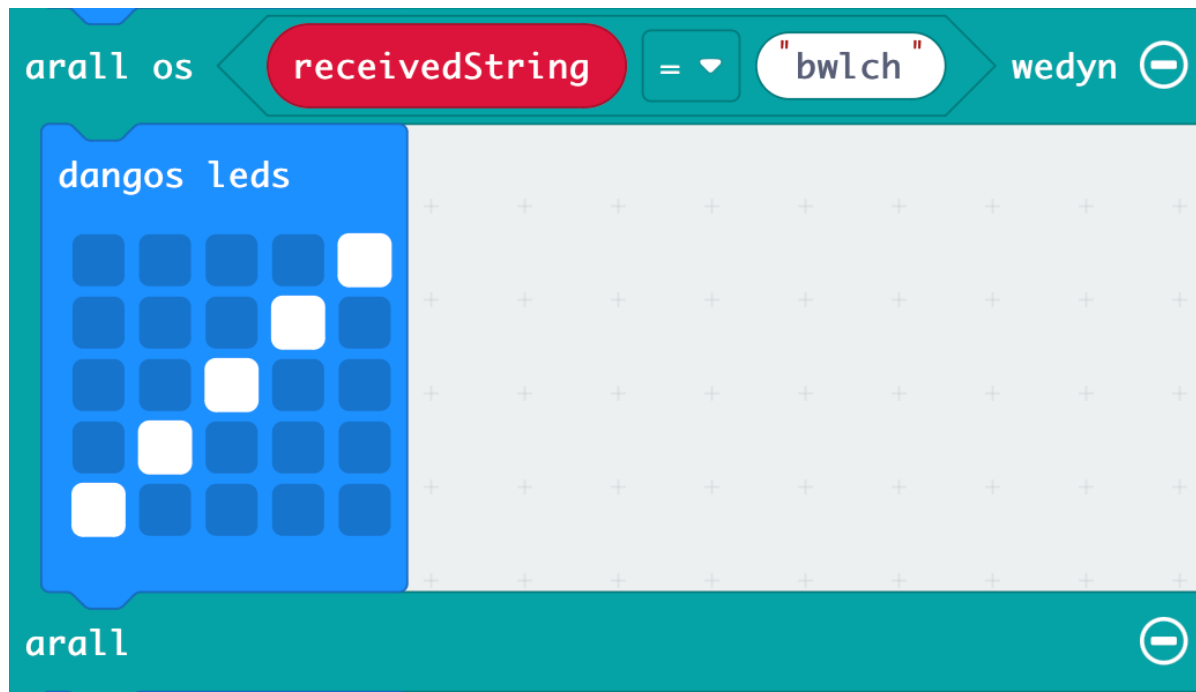 arall os receivedString = "bwlch" wedyn
dangos leds
arall